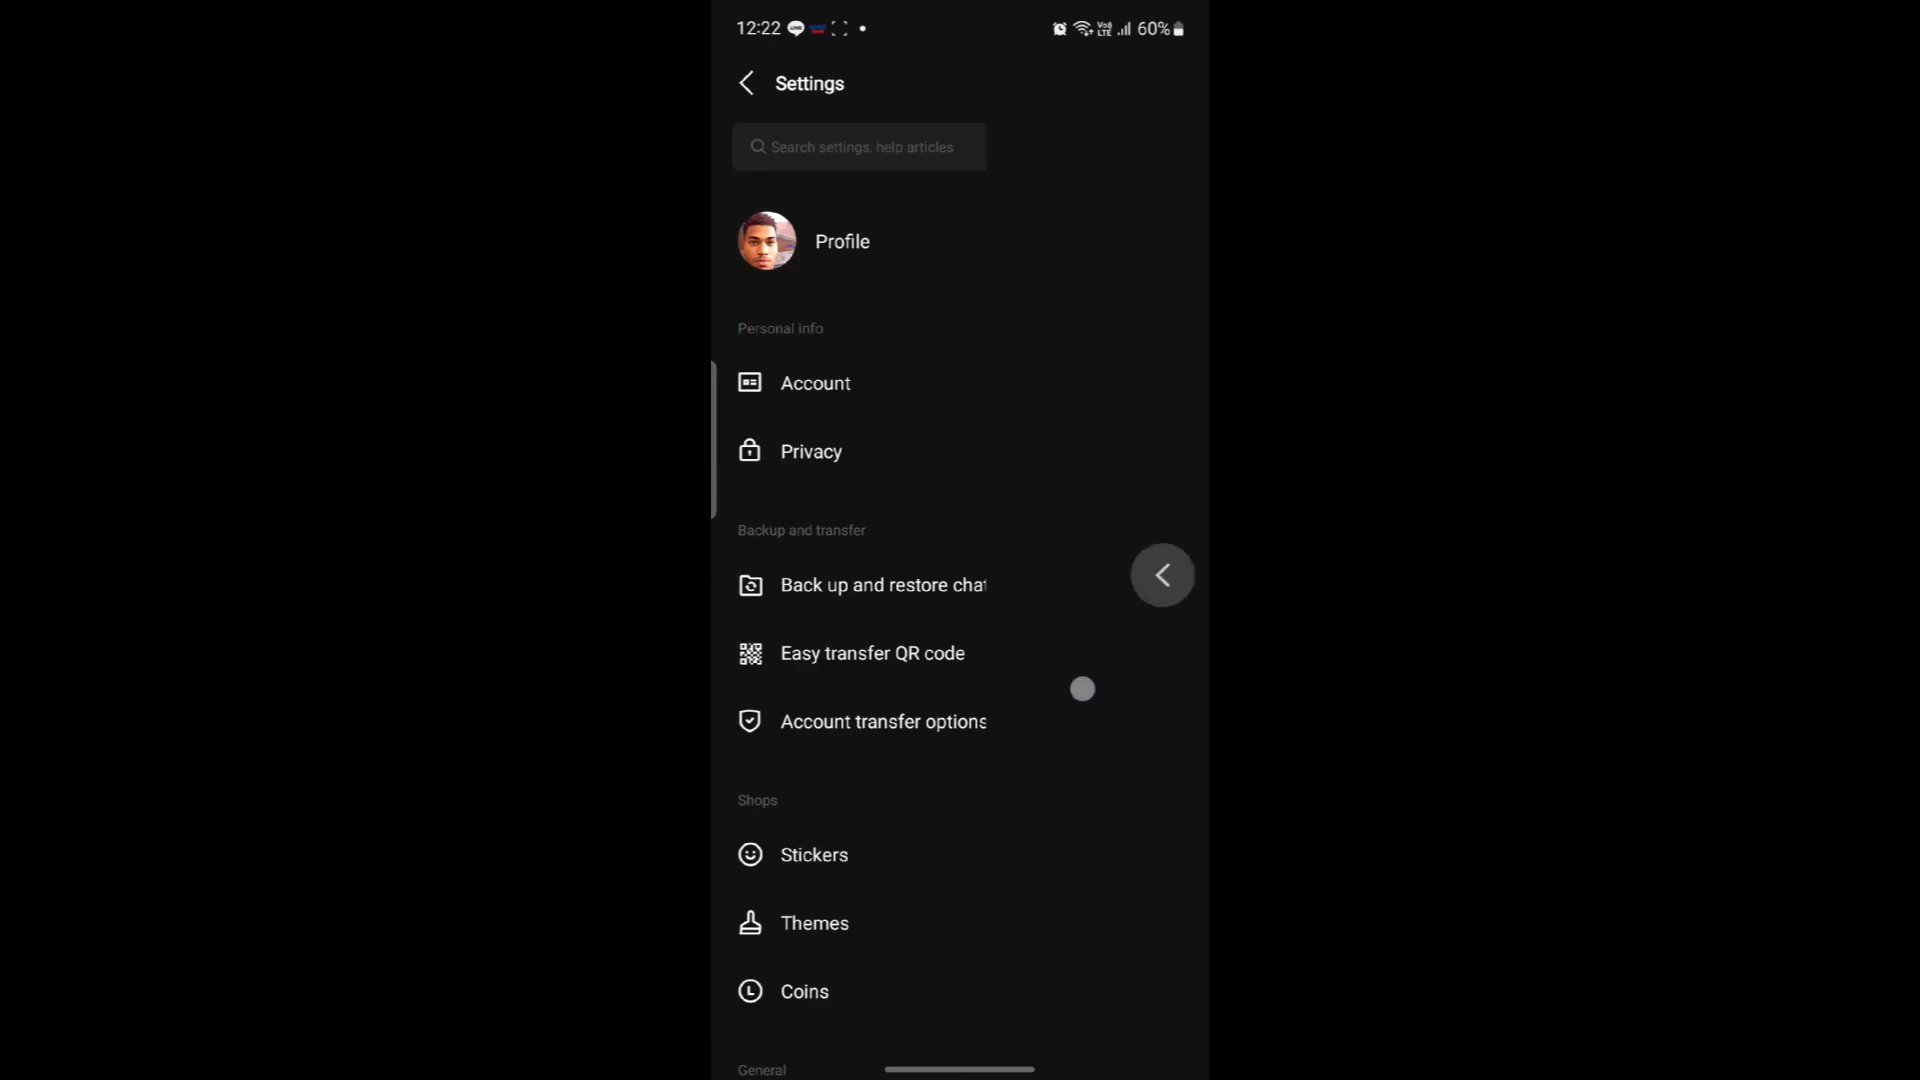 12:22 60%
Settings
Search settings, help articles
Profile
Personal info
Account
Privacy
Backup and transfer
Back up and restore chat
Easy transfer QR code
Account transfer options
Shops
Stickers
Themes
Coins
General